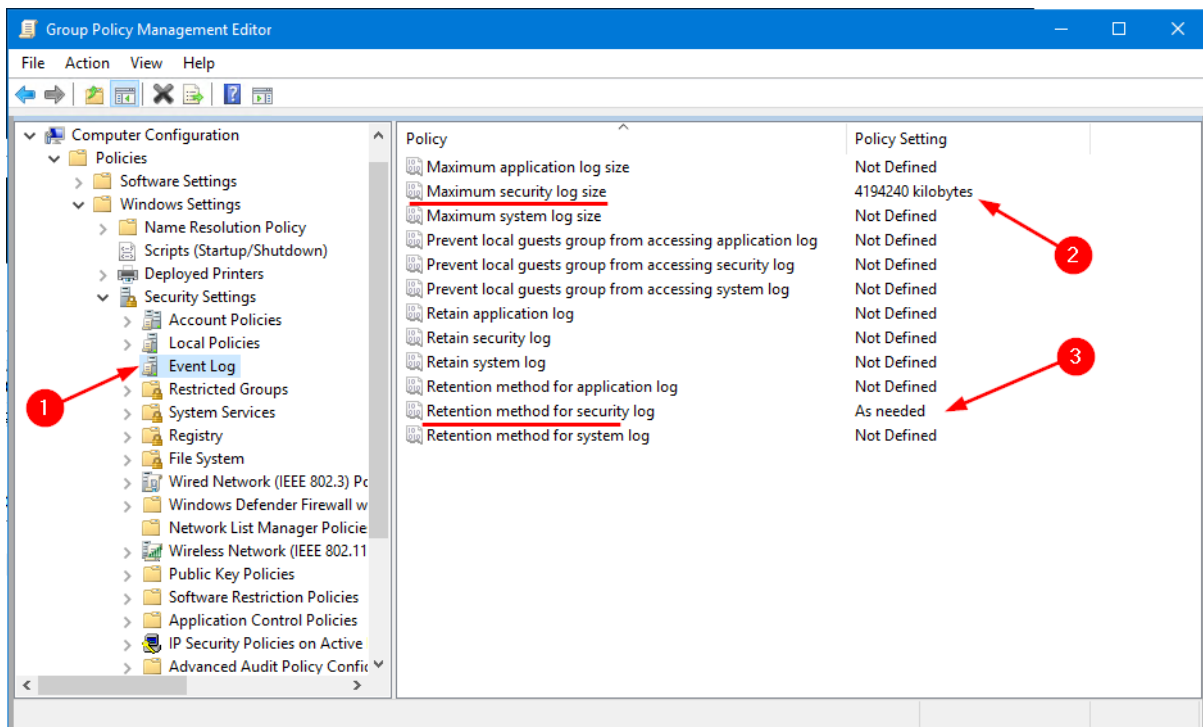 Group Policy Management Editor
File Action View Help
Computer Configuration
Policies
Software Settings
Windows Settings
Name Resolution Policy
Scripts (Startup/Shutdown)
Deployed Printers
Security Settings
Account Policies
Local Policies
Event Log
Restricted Groups
System Services
Registry
File System
Wired Network (IEEE 802.3) Pc
Windows Defender Firewall w
Network List Manager Policie
Wireless Network (IEEE 802.11
Public Key Policies
Software Restriction Policies
Application Control Policies
IP Security Policies on Active
Advanced Audit Policy Config
1
Policy Policy Setting
Maximum application log size Not Defined
Maximum security log size 4194240 kilobytes
Maximum system log size Not Defined
Prevent local guests group from accessing application log Not Defined
Prevent local guests group from accessing security log Not Defined
Prevent local guests group from accessing system log Not Defined
Retain application log Not Defined
Retain security log Not Defined
Retain system log Not Defined
Retention method for application log Not Defined
Retention method for security log As needed
Retention method for system log Not Defined
2
3